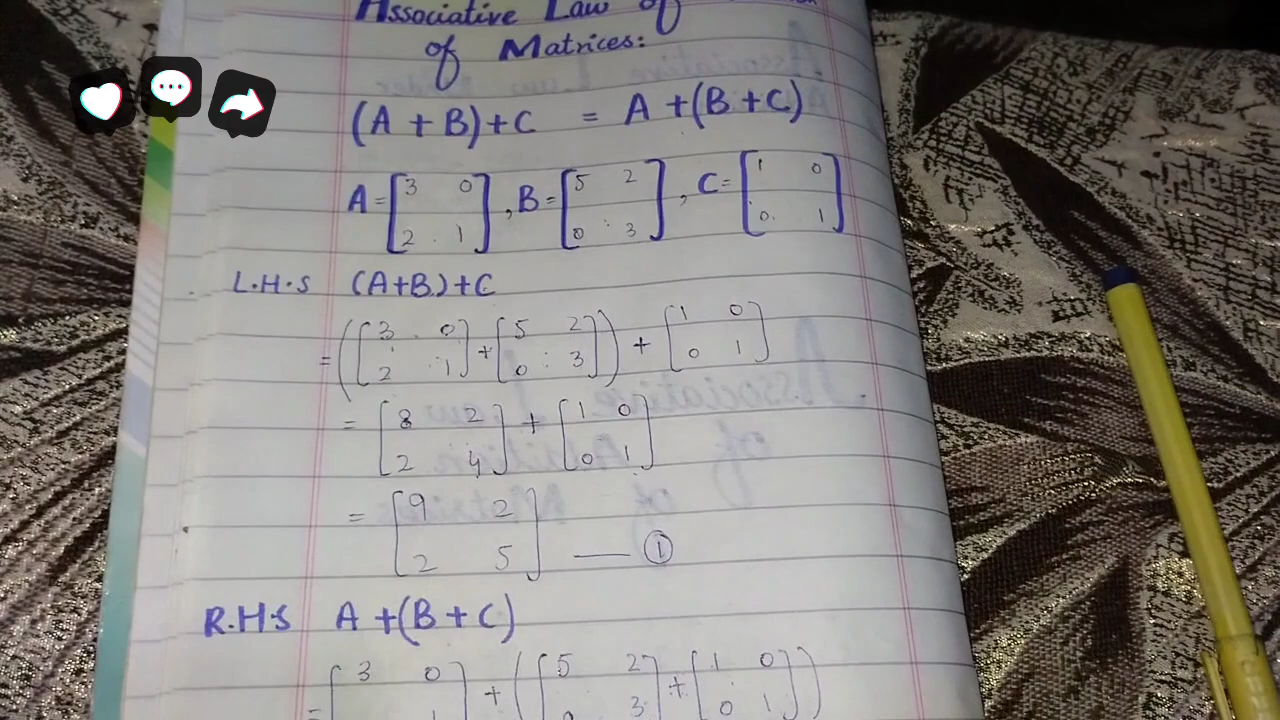 Associative Law of
of Matrices:
(A + B)+C = A +(B +C)
A=[3 0
2 1], B=[5 2
0 3], C=[1 0
0 1]
L.H.S (A+B)+C
=([3 0
2 1]+[5 2
0 3])+[1 0
0 1]
=[8 2
2 4]+[1 0
0 1]
=[9 2
2 5] — ①
R.H.S A +(B + C)
=[3 0
1]+([5 2
0 3]+[1 0
0 1])